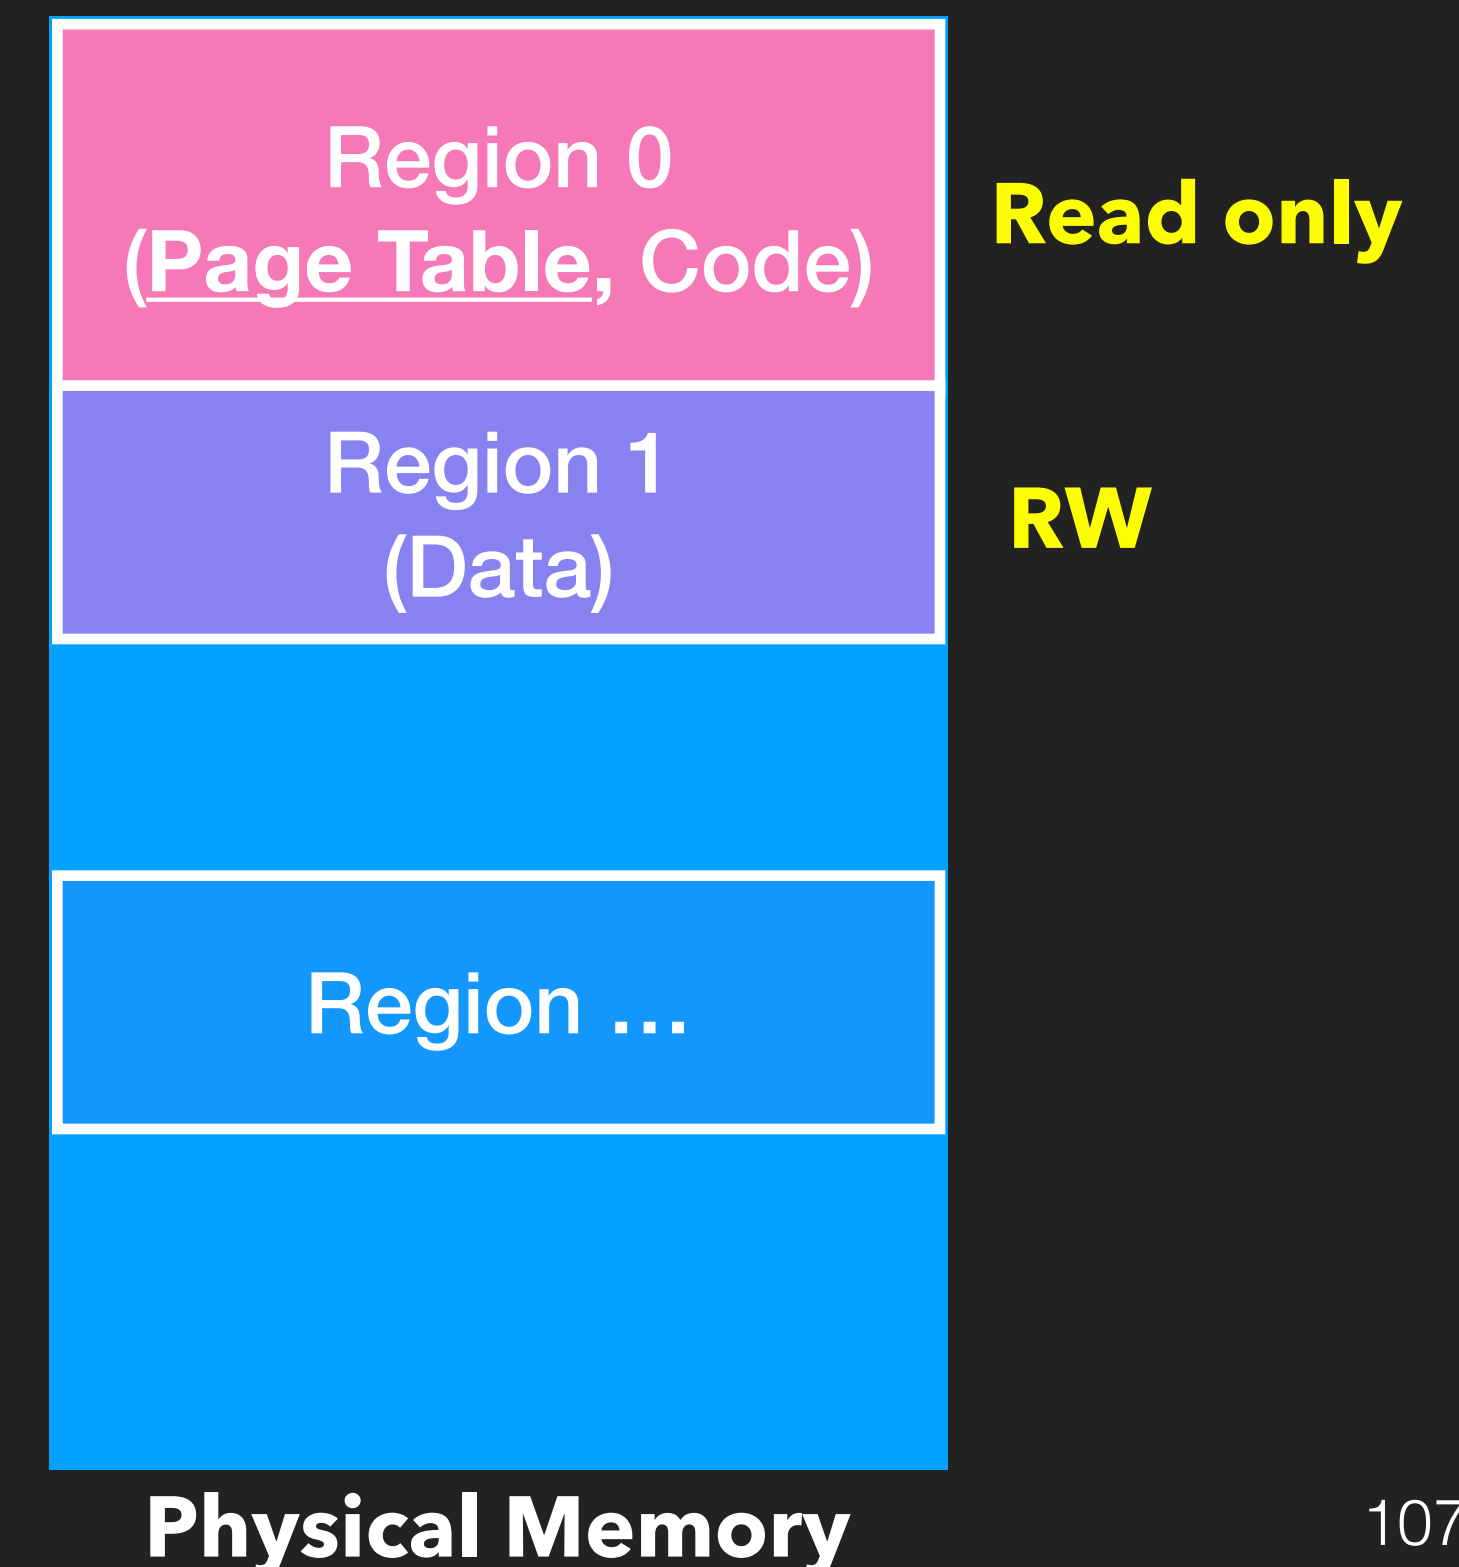 Region 0
(Page Table, Code)
Read only
Region 1
(Data)
RW
Region …
Physical Memory
107